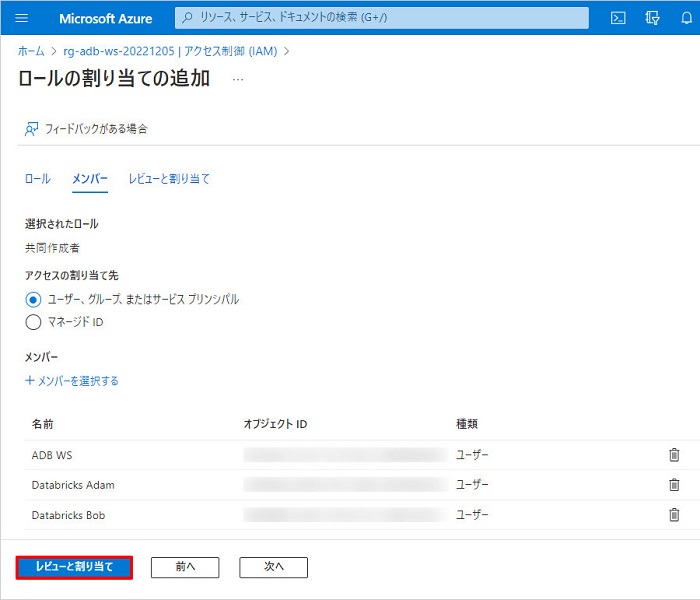 Microsoft Azure
リソース、サービス、ドキュメントの検索 (G+/)
ホーム > rg-adb-ws-20221205 | アクセス制御 (IAM) >
ロールの割り当ての追加 …
フィードバックがある場合
ロール メンバー レビューと割り当て
選択されたロール
共同作成者
アクセスの割り当て先
ユーザー、グループ、またはサービス プリンシパル
マネージド ID
メンバー
+ メンバーを選択する
名前 オブジェクト ID 種類
ADB WS ユーザー
Databricks Adam ユーザー
Databricks Bob ユーザー
レビューと割り当て 前へ 次へ